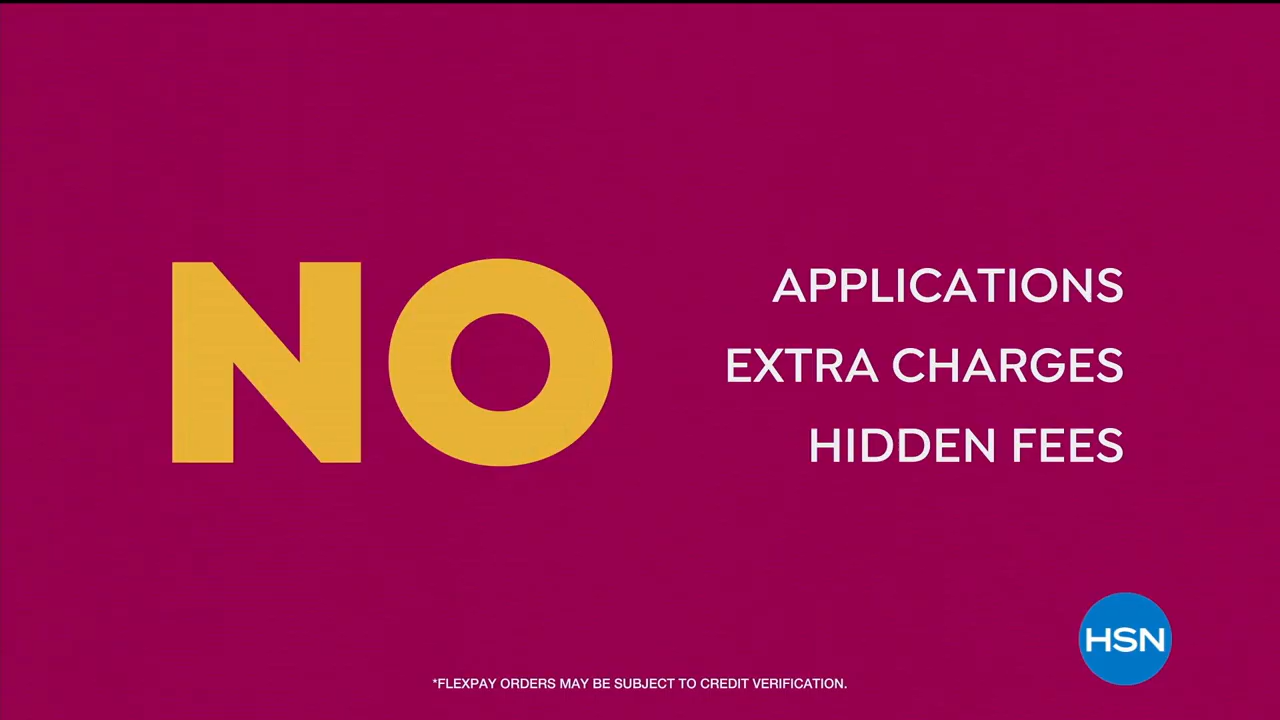 NO
APPLICATIONS
EXTRA CHARGES
HIDDEN FEES
HSN
*FLEXPAY ORDERS MAY BE SUBJECT TO CREDIT VERIFICATION.